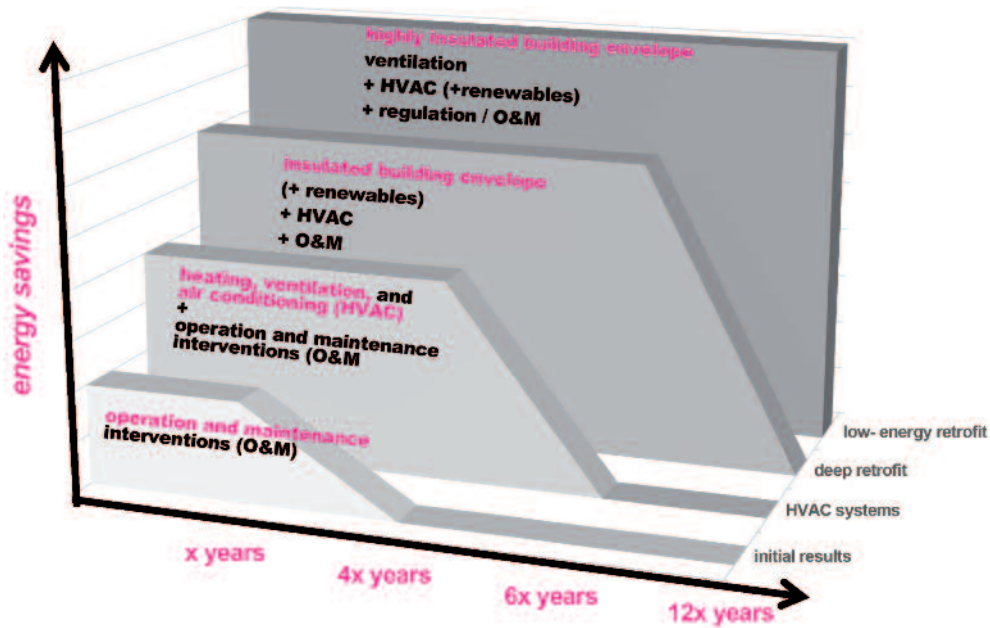 highly insulated building envelope
ventilation
+ HVAC (+renewables)
+ regulation / O&M
insulated building envelope
(+ renewables)
+ HVAC
+ O&M
heating, ventilation, and
air conditioning (HVAC)
+
operation and maintenance
interventions (O&M
operation and maintenance
interventions (O&M)
energy savings
low- energy retrofit
deep retrofit
HVAC systems
initial results
x years
4x years
6x years
12x years